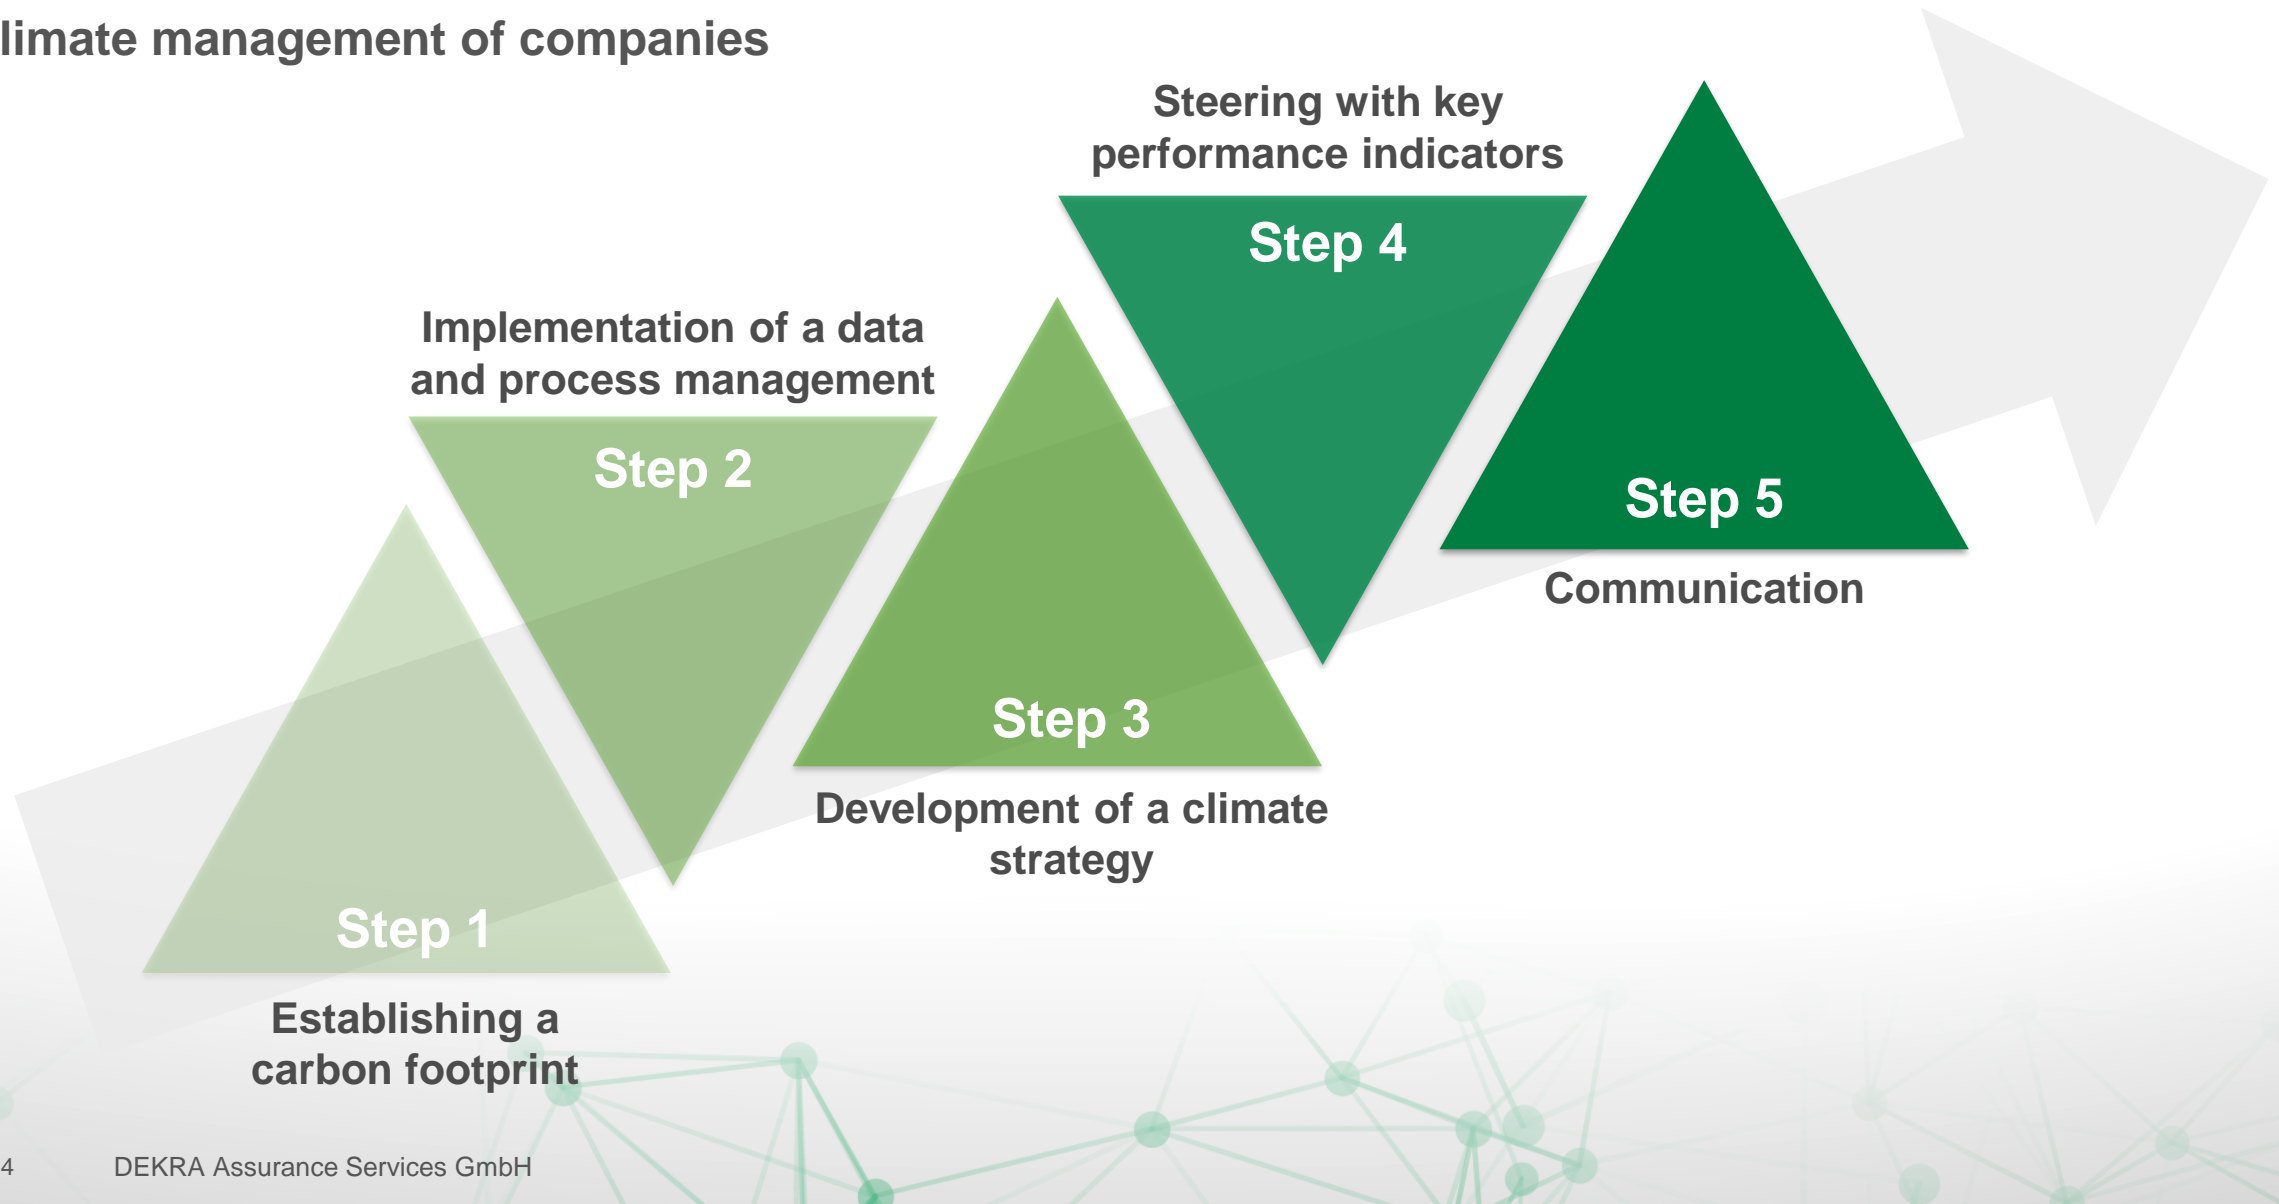 limate management of companies
Steering with key
performance indicators
Step 4
Implementation of a data
and process management
Step 2
Step 5
Communication
Step 3
Development of a climate
strategy
Step 1
Establishing a
carbon footprint
4 DEKRA Assurance Services GmbH